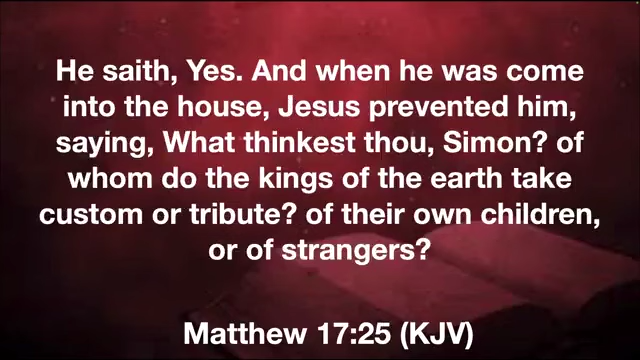 He saith, Yes. And when he was come
into the house, Jesus prevented him,
saying, What thinkest thou, Simon? of
whom do the kings of the earth take
custom or tribute? of their own children,
or of strangers?
Matthew 17:25 (KJV)